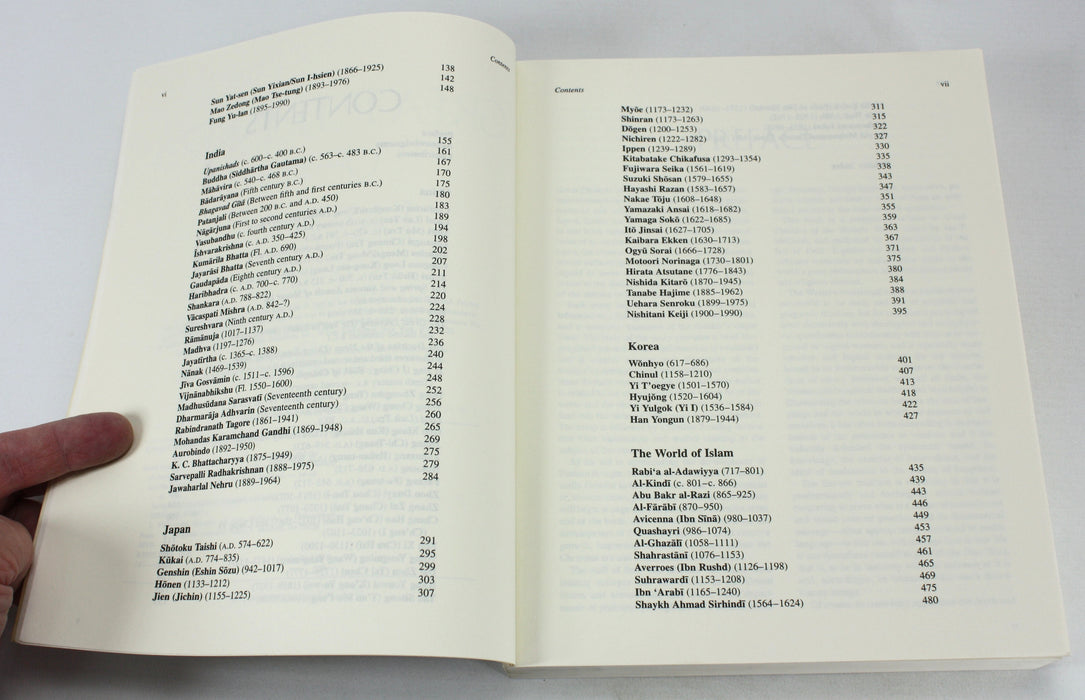 vi
Contents
Sun Yat-sen (Sun Yixian/Sun I-hsien) (1866–1925) 138
Mao Zedong (Mao Tse-tung) (1893–1976) 142
Fung Yu-lan (1895–1990) 148
India
Upanishads (c. 600–c. 400 B.C.) 155
Buddha (Siddhārtha Gautama) (c. 563–c. 483 B.C.) 161
Māhāvīra (c. 540–c. 468 B.C.) 167
Bādarāyana (Fifth century B.C.) 170
Bhagavad Gītā (Between fifth and first centuries B.C.) 175
Patanjali (Between 200 B.C. and A.D. 450) 180
Nāgārjuna (First to second centuries A.D.) 183
Vasubandhu (c. fourth century A.D.) 189
Īshvarakrishna (c. A.D. 350–425) 194
Kumārila Bhatta (Fl. A.D. 690) 198
Jayarāsi Bhatta (Seventh century A.D.) 202
Gaudapāda (Eighth century A.D.) 207
Haribhadra (c. A.D. 700–c. 770) 211
Shankara (A.D. 788–822) 214
Vācaspati Mishra (A.D. 842–?) 220
Sureshvara (Ninth century A.D.) 224
Rāmānuja (1017–1137) 228
Madhva (1197–1276) 232
Jayatīrtha (c. 1365–c. 1388) 236
Nānak (1469–1539) 240
Jīva Gosvāmin (c. 1511–c. 1596) 244
Vijnānabhikshu (Fl. 1550–1600) 248
Madhusūdana Sarasvatī (Seventeenth century) 252
Dharmarāja Adhvarin (Seventeenth century) 256
Rabindranath Tagore (1861–1941) 260
Mohandas Karamchand Gandhi (1869–1948) 265
Aurobindo (1892–1950) 269
K. C. Bhattacharyya (1875–1949) 275
Sarvepalli Radhakrishnan (1888–1975) 279
Jawaharlal Nehru (1889–1964) 284
Japan
Shōtoku Taishi (A.D. 574–622) 291
Kūkai (A.D. 774–835) 295
Genshin (Eshin Sōzu) (942–1017) 299
Hōnen (1133–1212) 303
Jien (Jichin) (1155–1225) 307
Contents
vii
Myōe (1173–1232) 311
Shinran (1173–1263) 315
Dōgen (1200–1253) 322
Nichiren (1222–1282) 327
Ippen (1239–1289) 330
Kitabatake Chikafusa (1293–1354) 335
Fujiwara Seika (1561–1619) 338
Suzuki Shōsan (1579–1655) 343
Hayashi Razan (1583–1657) 347
Nakae Tōju (1608–1648) 351
Yamazaki Ansai (1618–1682) 355
Yamaga Sokō (1622–1685) 359
Itō Jinsai (1627–1705) 363
Kaibara Ekken (1630–1713) 367
Ogyū Sorai (1666–1728) 371
Motoori Norinaga (1730–1801) 375
Hirata Atsutane (1776–1843) 380
Nishida Kitarō (1870–1945) 384
Tanabe Hajime (1885–1962) 388
Uehara Senroku (1899–1975) 391
Nishitani Keiji (1900–1990) 395
Korea
Wŏnhyo (617–686) 401
Chinul (1158–1210) 407
Yi T'oegye (1501–1570) 413
Hyujŏng (1520–1604) 418
Yi Yulgok (Yi I) (1536–1584) 422
Han Yongun (1879–1944) 427
The World of Islam
Rabi‘a al-Adawiyya (717–801) 435
Al-Kindī (c. 801–c. 866) 439
Abu Bakr al-Razi (865–925) 443
Al-Fārābī (870–950) 446
Avicenna (Ibn Sīnā) (980–1037) 449
Quashayri (986–1074) 453
Al-Ghazālī (1058–1111) 457
Shahrastānī (1076–1153) 461
Averroes (Ibn Rushd) (1126–1198) 465
Suhrawardī (1153–1208) 469
Ibn ‘Arabī (1165–1240) 475
Shaykh Ahmad Sirhindī (1564–1624) 480